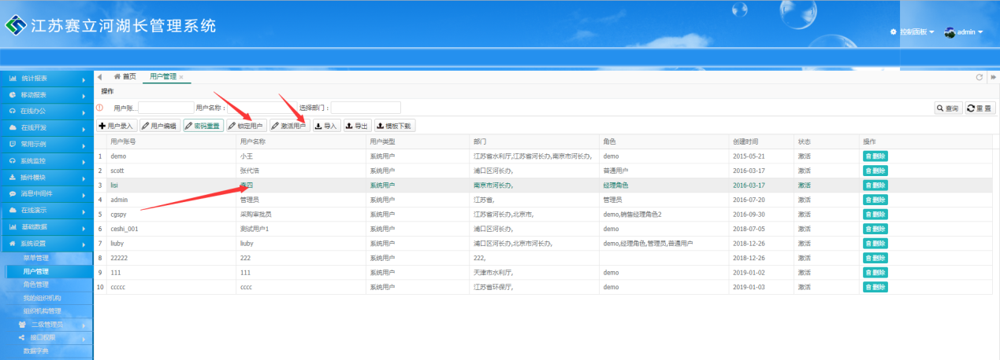 江苏赛立河湖长管理系统
控制面板 admin
首页 用户管理
统计报表
移动报表
在线办公
在线开发
常用示例
系统监控
插件模块
消息中间件
在线演示
基础数据
系统设置
菜单管理
用户管理
角色管理
我的组织机构
组织机构管理
二级管理员
接口权限
数据字典
操作
用户账... 用户名称: 选择部门: 查询 重置
用户录入 用户编辑 密码重置 锁定用户 激活用户 导入 导出 模板下载
用户账号 用户名称 用户类型 部门 角色 创建时间 状态 操作
1 demo 小王 系统用户 江苏省水利厅,江苏省河长办,南京市河长办, demo 2015-05-21 激活 删除
2 scott 张代浩 系统用户 浦口区河长办, 普通用户 2016-03-17 激活 删除
3 lisi 李四 系统用户 南京市河长办, 经理角色 2016-03-17 激活 删除
4 admin 管理员 系统用户 江苏省, 管理员 2016-07-20 激活 删除
5 cgspy 采购审批员 系统用户 江苏省河长办,北京市, demo,销售经理角色2 2016-09-30 激活 删除
6 ceshi_001 测试用户1 系统用户 浦口区河长办, demo 2018-07-05 激活 删除
7 liuby liuby 系统用户 浦口区河长办,北京市河长办, demo,经理角色,管理员,普通用户 2018-12-26 激活 删除
8 22222 222 系统用户 222, 2018-12-26 激活 删除
9 111 111 系统用户 天津市水利厅, demo 2019-01-02 激活 删除
10 ccccc cccc 系统用户 江苏省环保厅, demo 2019-01-03 激活 删除